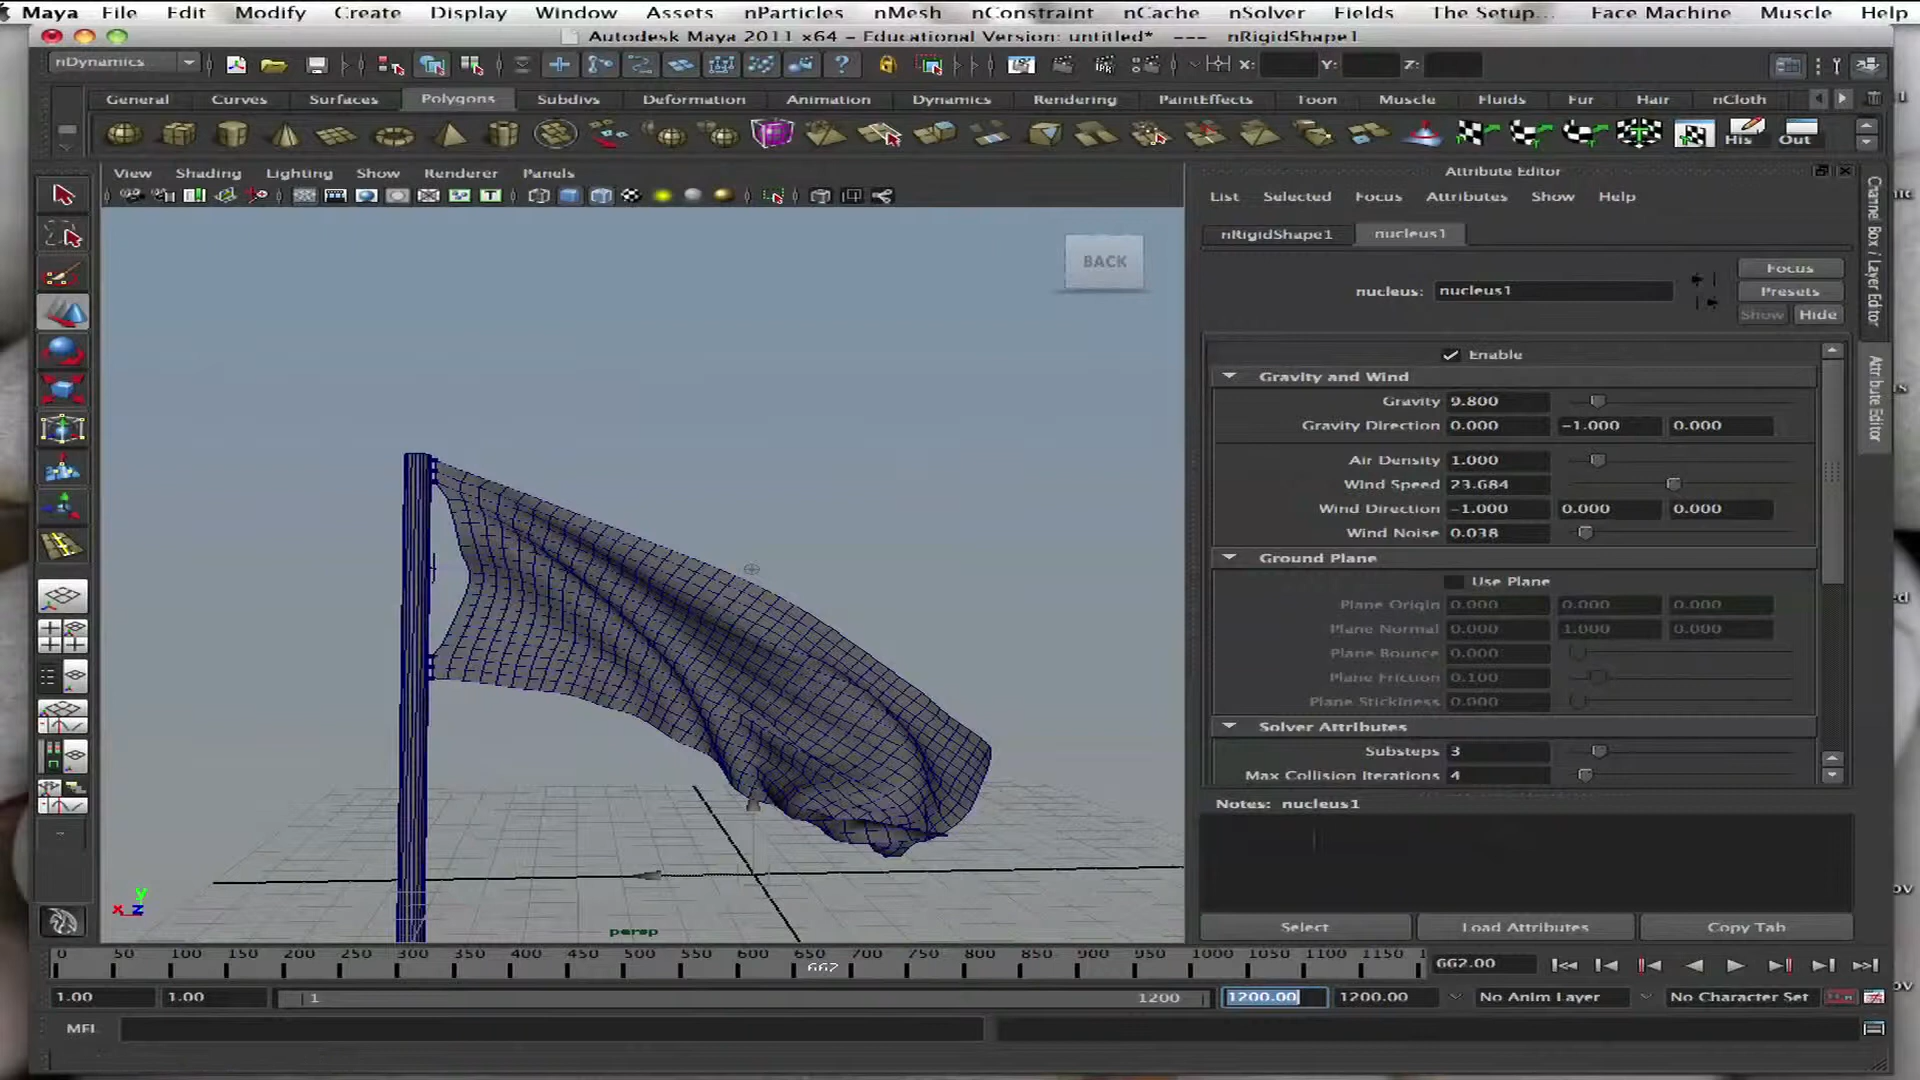 Maya File Edit Modify Create Display Window Assets nParticles nMesh nConstraint nCache nSolver Fields The Setup... Face Machine Muscle Help
Autodesk Maya 2011 x64 - Educational Version: untitled* --- nRigidShape1
nDynamics X: Y: Z:
General Curves Surfaces Polygons Subdivs Deformation Animation Dynamics Rendering PaintEffects Toon Muscle Fluids Fur Hair nCloth
His Out
View Shading Lighting Show Renderer Panels
Attribute Editor
List Selected Focus Attributes Show Help
nRigidShape1 nucleus1
BACK
Focus
nucleus: nucleus1 Presets
Show Hide
Enable
Gravity and Wind
Gravity 9.800
Gravity Direction 0.000 -1.000 0.000
Air Density 1.000
Wind Speed 23.684
Wind Direction -1.000 0.000 0.000
Wind Noise 0.038
Ground Plane
Use Plane
Plane Origin 0.000 0.000 0.000
Plane Normal 0.000 1.000 0.000
Plane Bounce 0.000
Plane Friction 0.100
Plane Stickiness 0.000
Solver Attributes
Substeps 3
Max Collision Iterations 4
Notes: nucleus1
Select Load Attributes Copy Tab
Channel Box / Layer Editor
Attribute Editor
y
x z
persp
0 50 100 150 200 250 300 350 400 450 500 550 600 650 700 750 800 850 900 950 1000 1050 1100 1150 1
662
662.00
1.00 1.00 1 1200 1200.00 1200.00 No Anim Layer No Character Set
MEL